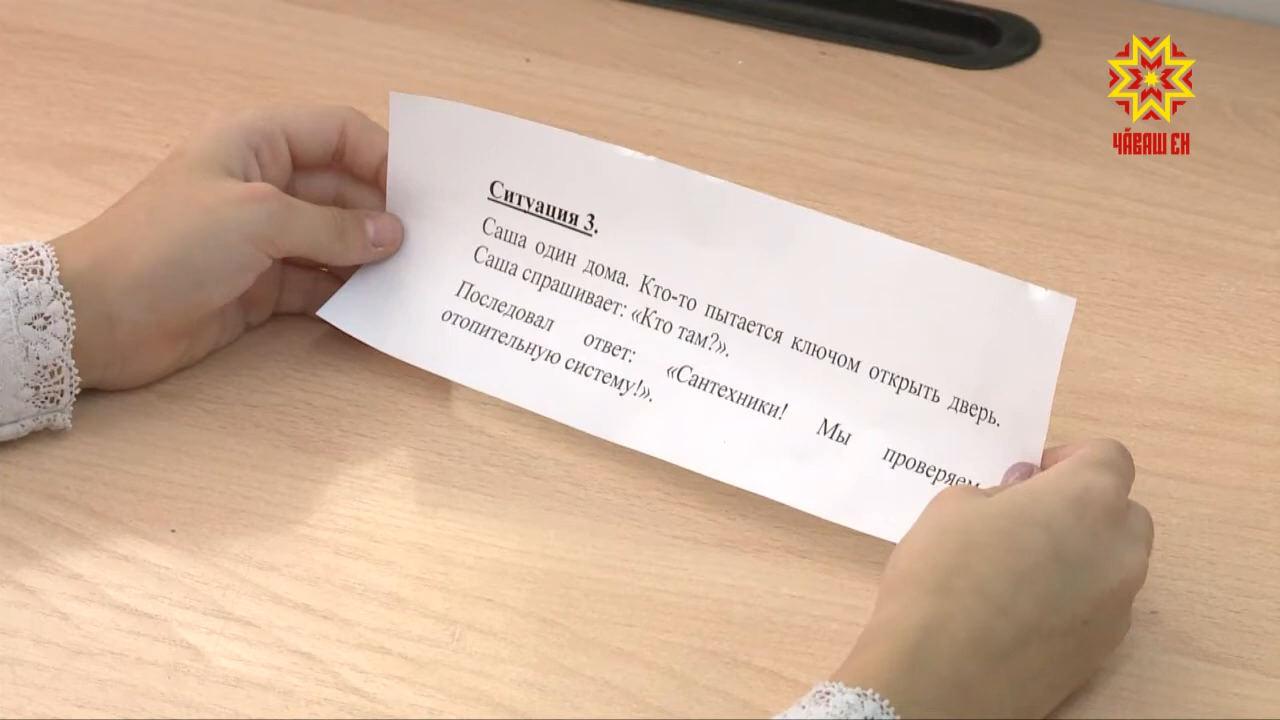 Ситуация 3.
Саша один дома. Кто-то пытается ключом открыть дверь.
Саша спрашивает: «Кто там?».
Последовал ответ: «Сантехники! Мы проверяем
отопительную систему!».
ЧӐВАШ ЕН